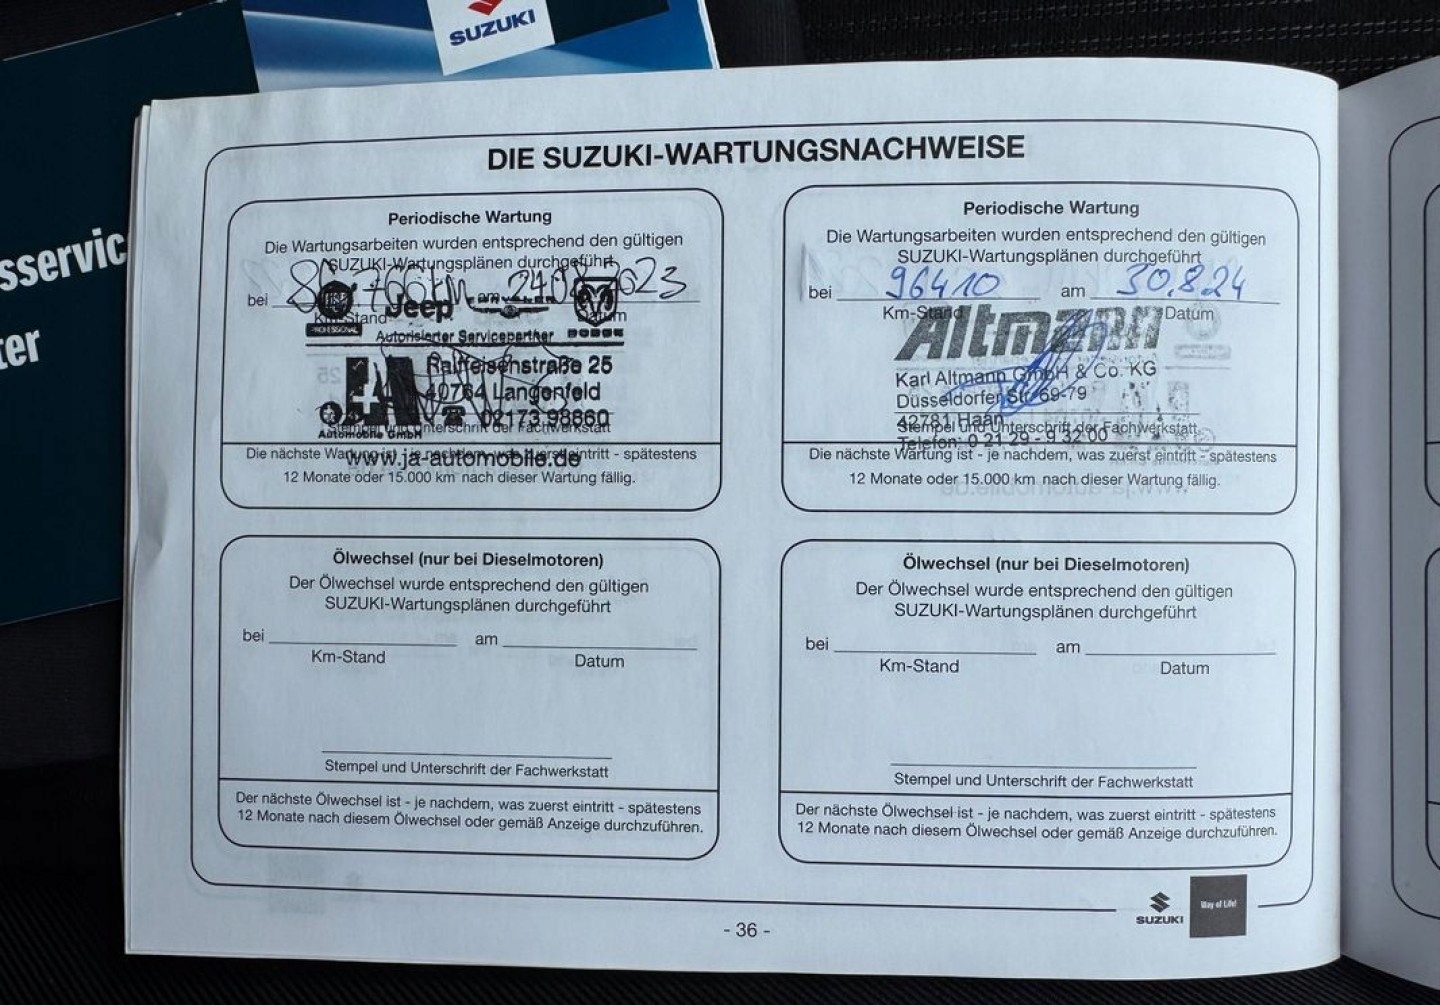 SUZUKI
sservic
ter
DIE SUZUKI-WARTUNGSNACHWEISE
Periodische Wartung
Die Wartungsarbeiten wurden entsprechend den gültigen
SUZUKI-Wartungsplänen durchgeführt
bei am 2023
Km-Stand Datum
PROFESSIONAL Jeep DODGE
Autorisierter Servicepartner
Raiffeisenstraße 25
40764 Langenfeld
02173 98860
Automobile GmbH
Stempel und Unterschrift der Fachwerkstatt
www.ja-automobile.de
Die nächste Wartung ist - je nachdem, was zuerst eintritt - spätestens
12 Monate oder 15.000 km nach dieser Wartung fällig.
Periodische Wartung
Die Wartungsarbeiten wurden entsprechend den gültigen
SUZUKI-Wartungsplänen durchgeführt
bei 96410 am 30.8.24
Km-Stand Datum
Altmann
Karl Altmann GmbH & Co. KG
Düsseldorfer Str. 69-79
42781 Haan
Stempel und Unterschrift der Fachwerkstatt
Telefon: 0 21 29 - 9 32 00
Die nächste Wartung ist - je nachdem, was zuerst eintritt - spätestens
12 Monate oder 15.000 km nach dieser Wartung fällig.
Ölwechsel (nur bei Dieselmotoren)
Der Ölwechsel wurde entsprechend den gültigen
SUZUKI-Wartungsplänen durchgeführt
bei am
Km-Stand Datum
Stempel und Unterschrift der Fachwerkstatt
Der nächste Ölwechsel ist - je nachdem, was zuerst eintritt - spätestens
12 Monate nach diesem Ölwechsel oder gemäß Anzeige durchzuführen.
Ölwechsel (nur bei Dieselmotoren)
Der Ölwechsel wurde entsprechend den gültigen
SUZUKI-Wartungsplänen durchgeführt
bei am
Km-Stand Datum
Stempel und Unterschrift der Fachwerkstatt
Der nächste Ölwechsel ist - je nachdem, was zuerst eintritt - spätestens
12 Monate nach diesem Ölwechsel oder gemäß Anzeige durchzuführen.
SUZUKI
Way of Life!
- 36 -